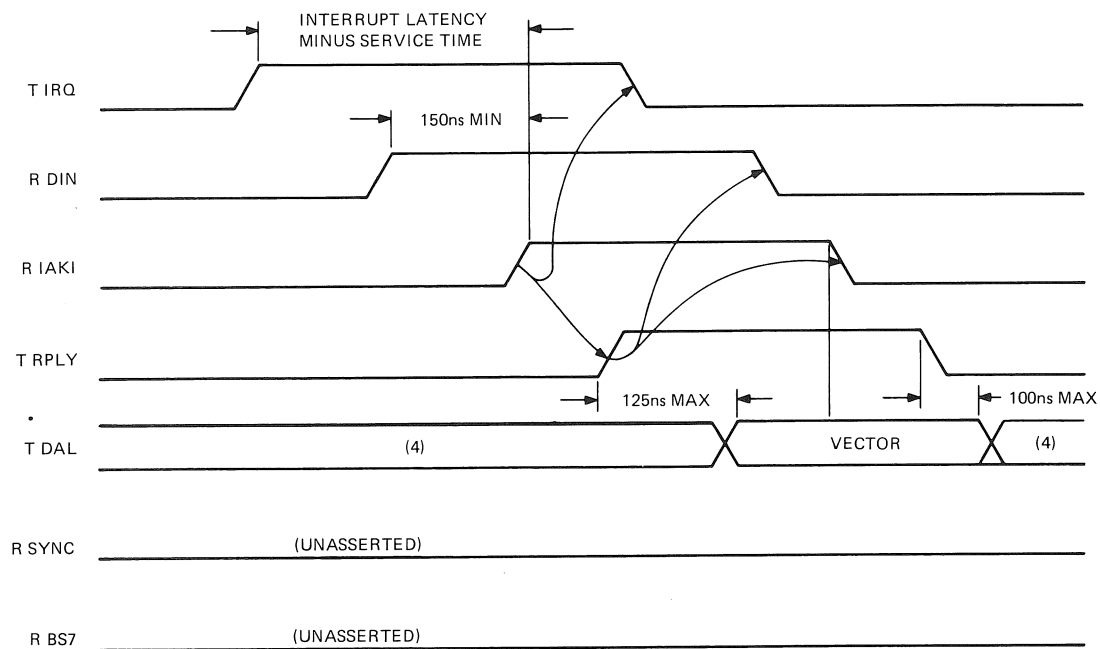 INTERRUPT LATENCY
MINUS SERVICE TIME
T IRQ
150ns MIN
R DIN
R IAKI
T RPLY
125ns MAX
100ns MAX
T DAL
(4)
VECTOR
(4)
R SYNC
(UNASSERTED)
R BS7
(UNASSERTED)